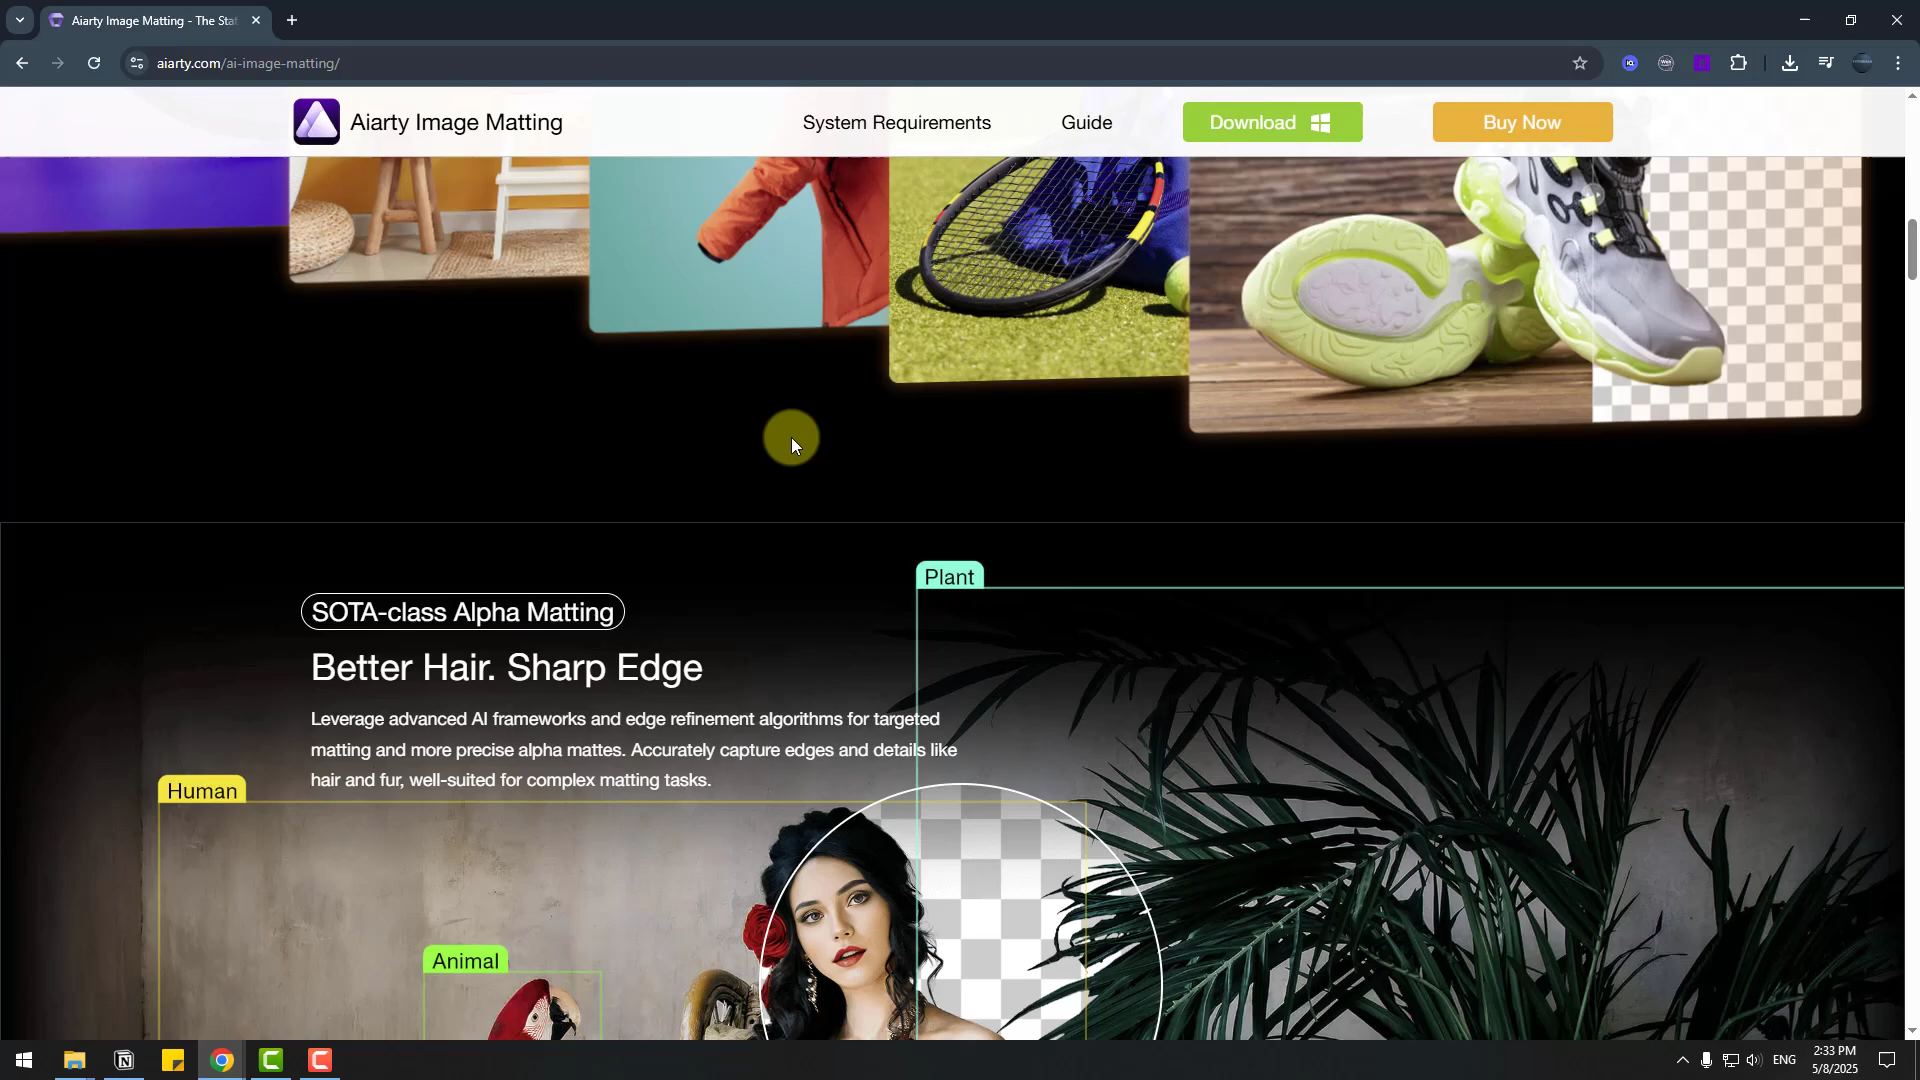 Aiarty Image Matting - The Stat
aiarty.com/ai-image-matting/
Aiarty Image Matting
System Requirements
Guide
Download
Buy Now
Plant
SOTA-class Alpha Matting
Better Hair. Sharp Edge
Leverage advanced AI frameworks and edge refinement algorithms for targeted
matting and more precise alpha mattes. Accurately capture edges and details like
hair and fur, well-suited for complex matting tasks.
Human
Animal
ENG
2:33 PM
5/8/2025